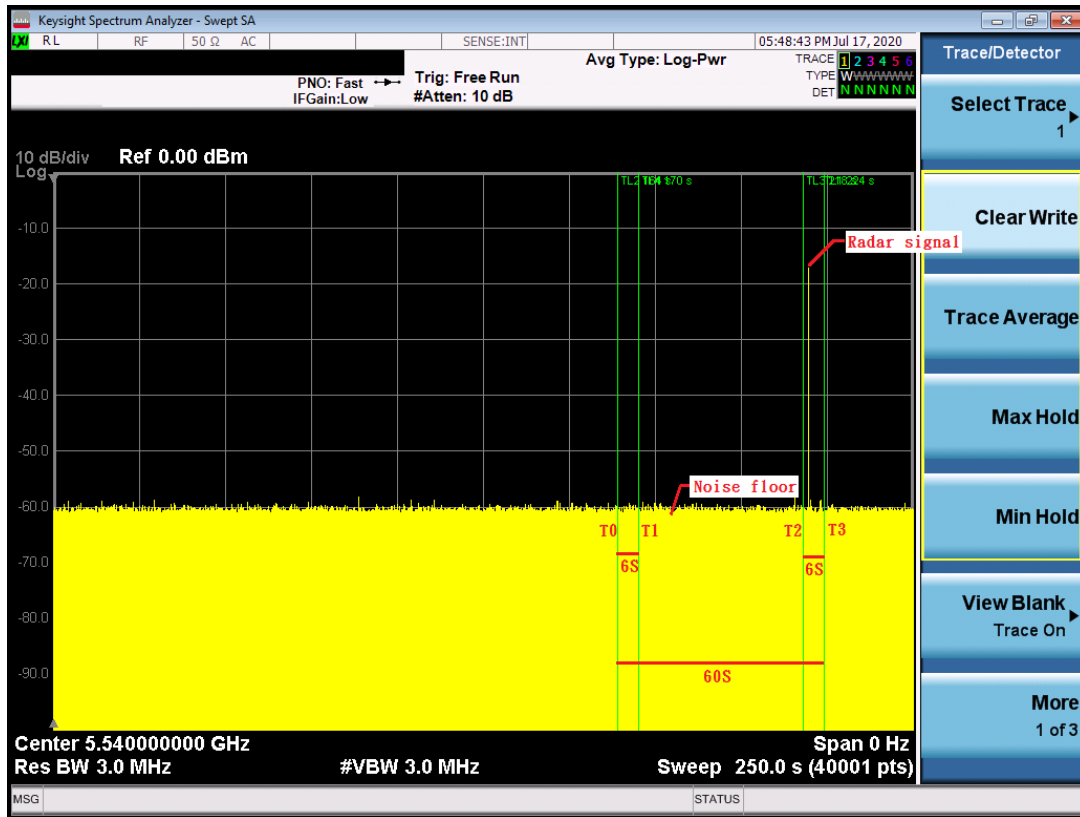 Keysight Spectrum Analyzer - Swept SA
LXI RL RF 50 Ω AC SENSE:INT 05:48:43 PM Jul 17, 2020
Avg Type: Log-Pwr TRACE 1 2 3 4 5 6
PNO: Fast Trig: Free Run TYPE WWWWWW
IFGain:Low #Atten: 10 dB DET N N N N N N
10 dB/div Ref 0.00 dBm
Log
-10.0
Radar signal
-20.0
-30.0
-40.0
-50.0
Noise floor
-60.0
T0 T1 T2 T3
6S 6S
-70.0
-80.0
-90.0
60S
Center 5.540000000 GHz Span 0 Hz
Res BW 3.0 MHz #VBW 3.0 MHz Sweep 250.0 s (40001 pts)
MSG STATUS
Trace/Detector
Select Trace
1
Clear Write
Trace Average
Max Hold
Min Hold
View Blank
Trace On
More
1 of 3